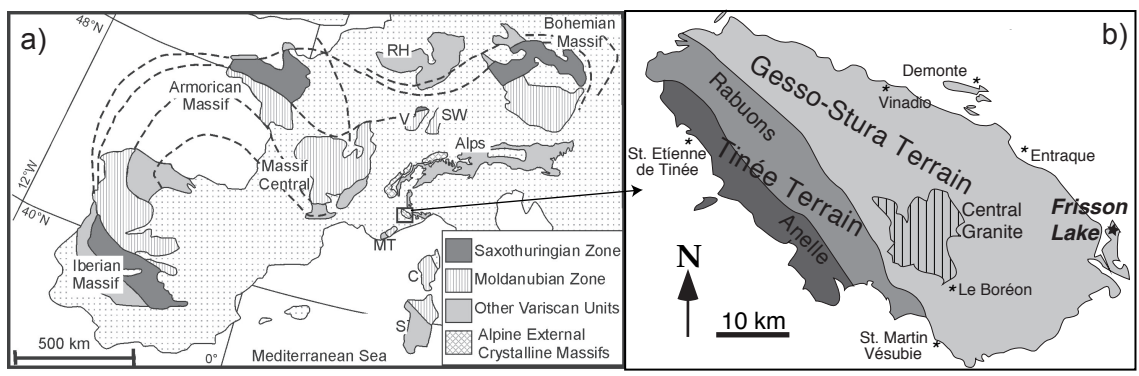 a)
48°N
12°W
40°N
0°
Armorican
Massif
RH
Bohemian
Massif
V
SW
Massif
Central
Alps
Iberian
Massif
MT
C
S
Mediterranean Sea
500 km
Saxothuringian Zone
Moldanubian Zone
Other Variscan Units
Alpine External
Crystalline Massifs
b)
Gesso-Stura Terrain
Rabuons
Tinée Terrain
Anelle
Demonte
Vinadio
Entraque
St. Etienne
de Tinée
Central
Granite
Frisson
Lake
Le Boréon
St. Martin
Vésubie
N
10 km